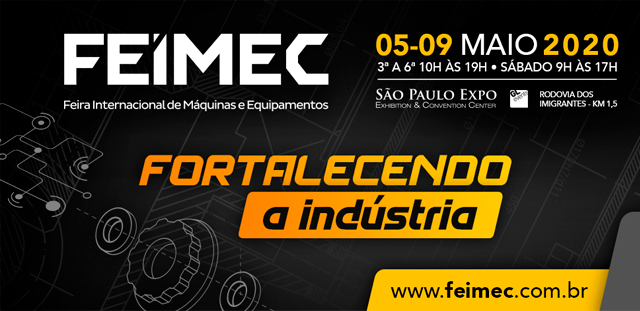 FEIMEC
Feira Internacional de Máquinas e Equipamentos
05-09 MAIO 2020
3ª A 6ª 10H ÀS 19H • SÁBADO 9H ÀS 17H
SÃO PAULO EXPO
EXHIBITION & CONVENTION CENTER
RODOVIA DOS
IMIGRANTES - KM 1,5
FORTALECENDO
a indústria
www.feimec.com.br